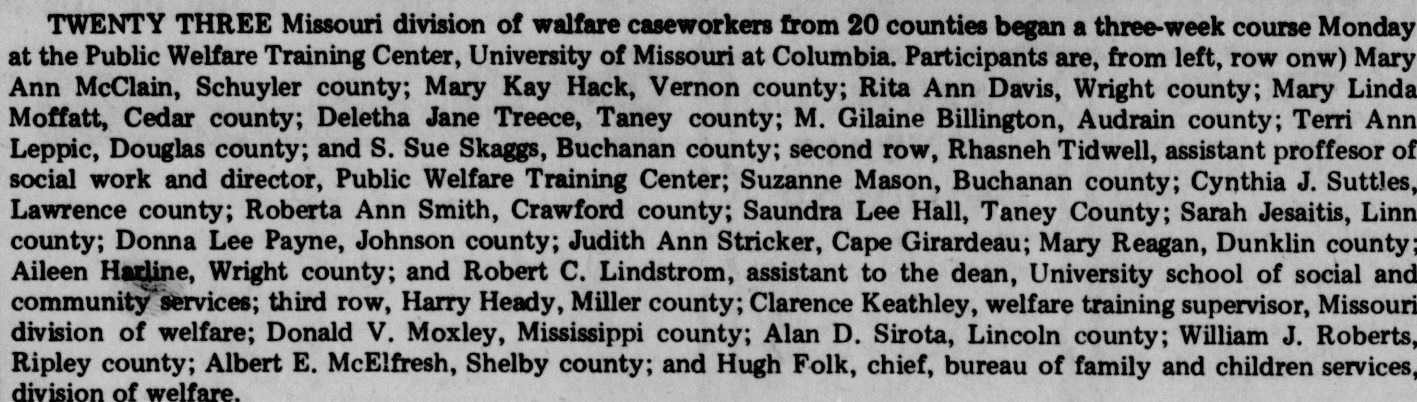 TWENTY THREE Missouri division of walfare caseworkers from 20 counties began a three-week course Monday
at the Public Welfare Training Center, University of Missouri at Columbia. Participants are, from left, row onw) Mary
Ann McClain, Schuyler county; Mary Kay Hack, Vernon county; Rita Ann Davis, Wright county; Mary Linda
Moffatt, Cedar county; Deletha Jane Treece, Taney county; M. Gilaine Billington, Audrain county; Terri Ann
Leppic, Douglas county; and S. Sue Skaggs, Buchanan county; second row, Rhasneh Tidwell, assistant proffesor of
social work and director, Public Welfare Training Center; Suzanne Mason, Buchanan county; Cynthia J. Suttles,
Lawrence county; Roberta Ann Smith, Crawford county; Saundra Lee Hall, Taney County; Sarah Jesaitis, Linn
county; Donna Lee Payne, Johnson county; Judith Ann Stricker, Cape Girardeau; Mary Reagan, Dunklin county;
Aileen Harline, Wright county; and Robert C. Lindstrom, assistant to the dean, University school of social and
community services; third row, Harry Heady, Miller county; Clarence Keathley, welfare training supervisor, Missouri
division of welfare; Donald V. Moxley, Mississippi county; Alan D. Sirota, Lincoln county; William J. Roberts,
Ripley county; Albert E. McElfresh, Shelby county; and Hugh Folk, chief, bureau of family and children services,
division of welfare.